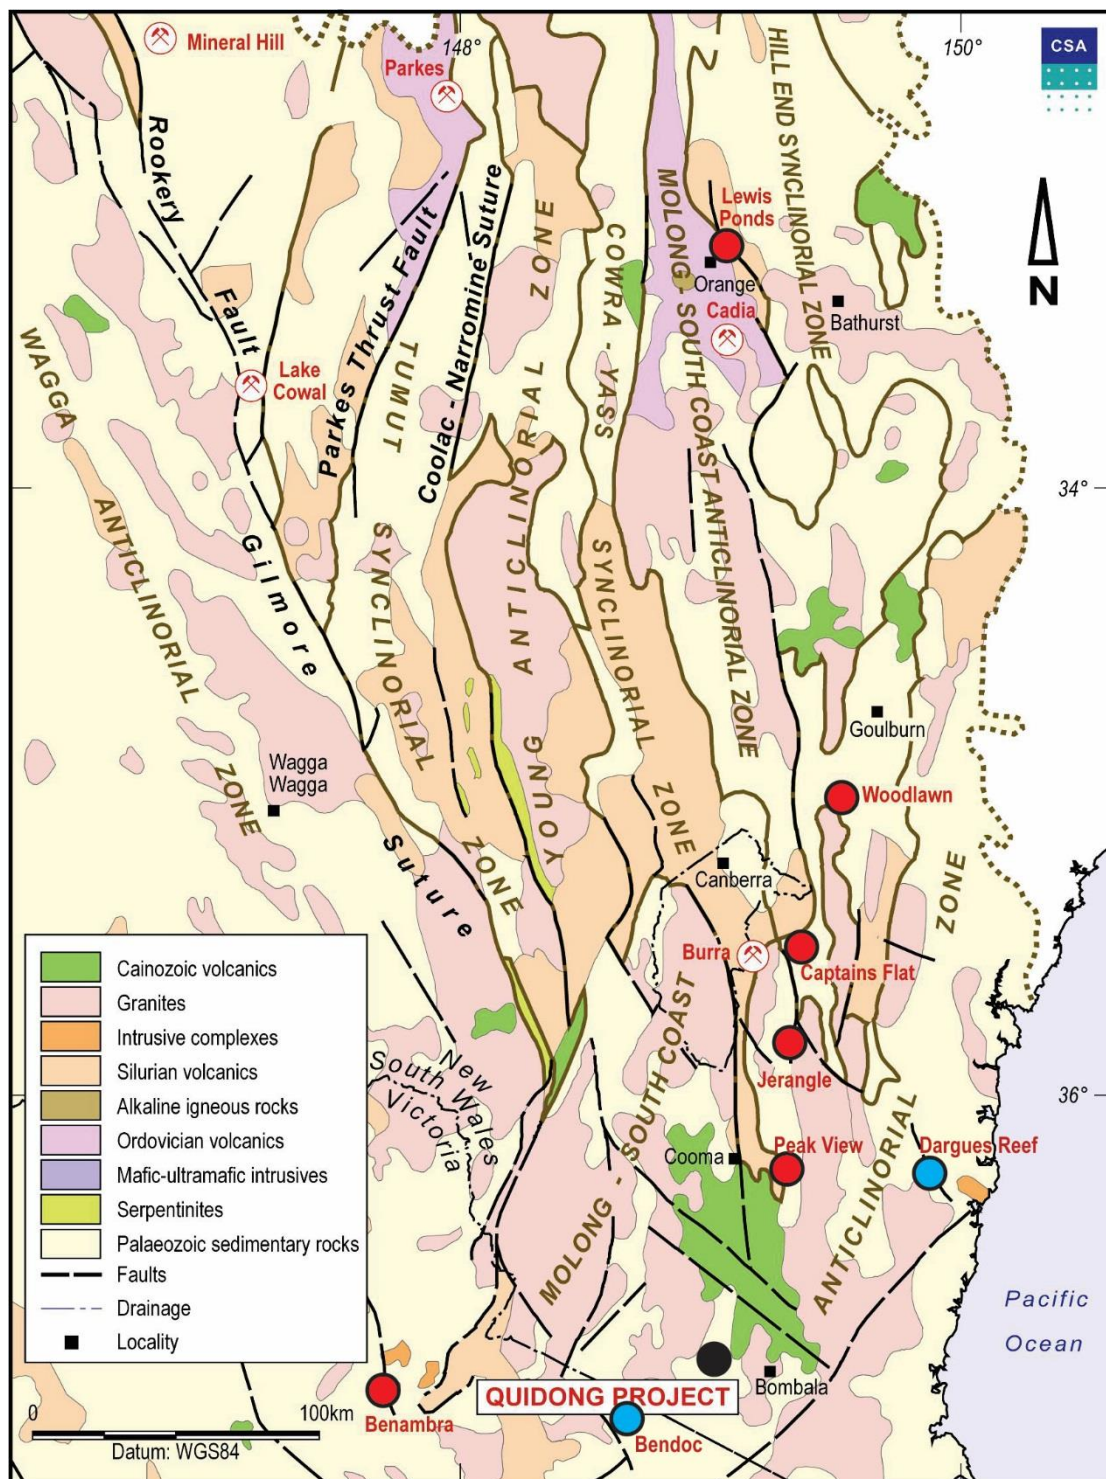 Mineral Hill
148°
150°
CSA
Parkes
HILL END SYNCLINORIAL ZONE
Rookery
Fault
Lewis
Ponds
Orange
Cadia
Bathurst
N
Parkes Thrust Fault
Coolac - Narromine Suture
COWRA - YASS
SYNCLINORIAL
ZONE
MOLONG - SOUTH COAST ANTICLINORIAL ZONE
Lake
Cowal
WAGGA
ANTICLINORIAL
ZONE
TUMUT
SYNCLINORIAL
ZONE
YOUNG ANTICLINORIAL ZONE
34°
Gilmore
Suture
Goulburn
Wagga
Wagga
Woodlawn
Canberra
Burra
Captains Flat
Jerangle
36°
New
South Wales
Victoria
MOLONG - SOUTH COAST
ANTICLINORIAL
ZONE
Cooma
Peak View
Dargues Reef
Pacific
Ocean
QUIDONG PROJECT
Bombala
Bendoc
Benambra
Cainozoic volcanics
Granites
Intrusive complexes
Silurian volcanics
Alkaline igneous rocks
Ordovician volcanics
Mafic-ultramafic intrusives
Serpentinites
Palaeozoic sedimentary rocks
Faults
Drainage
Locality
0
100km
Datum: WGS84